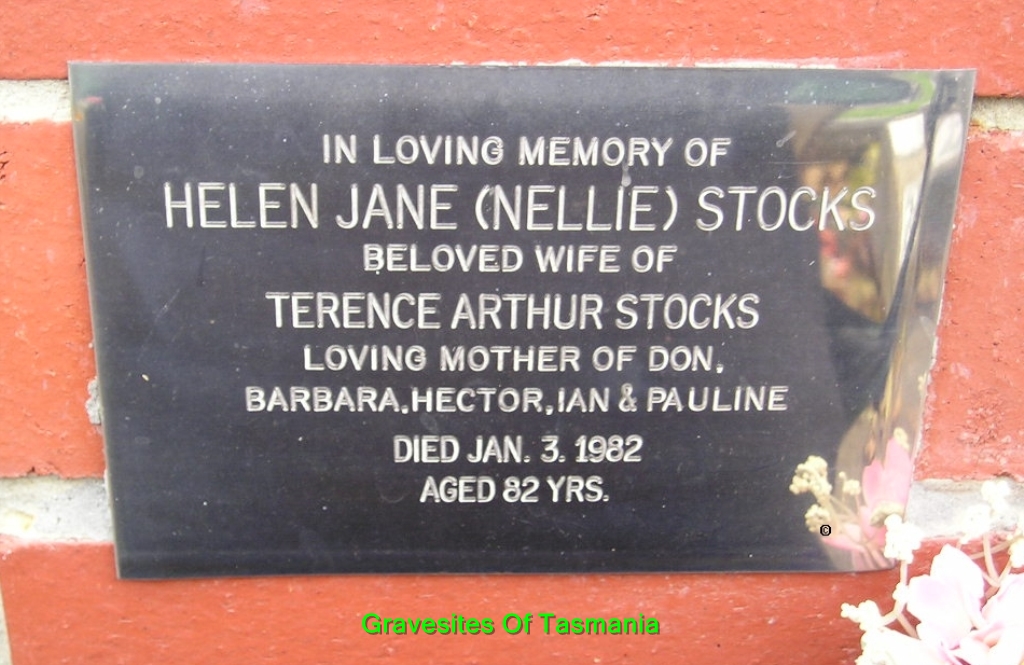 IN LOVING MEMORY OF
HELEN JANE (NELLIE) STOCKS
BELOVED WIFE OF
TERENCE ARTHUR STOCKS
LOVING MOTHER OF DON,
BARBARA, HECTOR, IAN & PAULINE
DIED JAN. 3. 1982
AGED 82 YRS.
©
Gravesites Of Tasmania